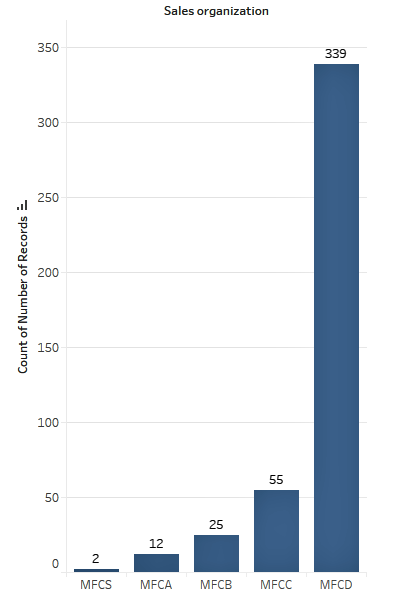 Sales organization
Count of Number of Records
350
300
250
200
150
100
50
0
2
12
25
55
339
MFCS
MFCA
MFCB
MFCC
MFCD